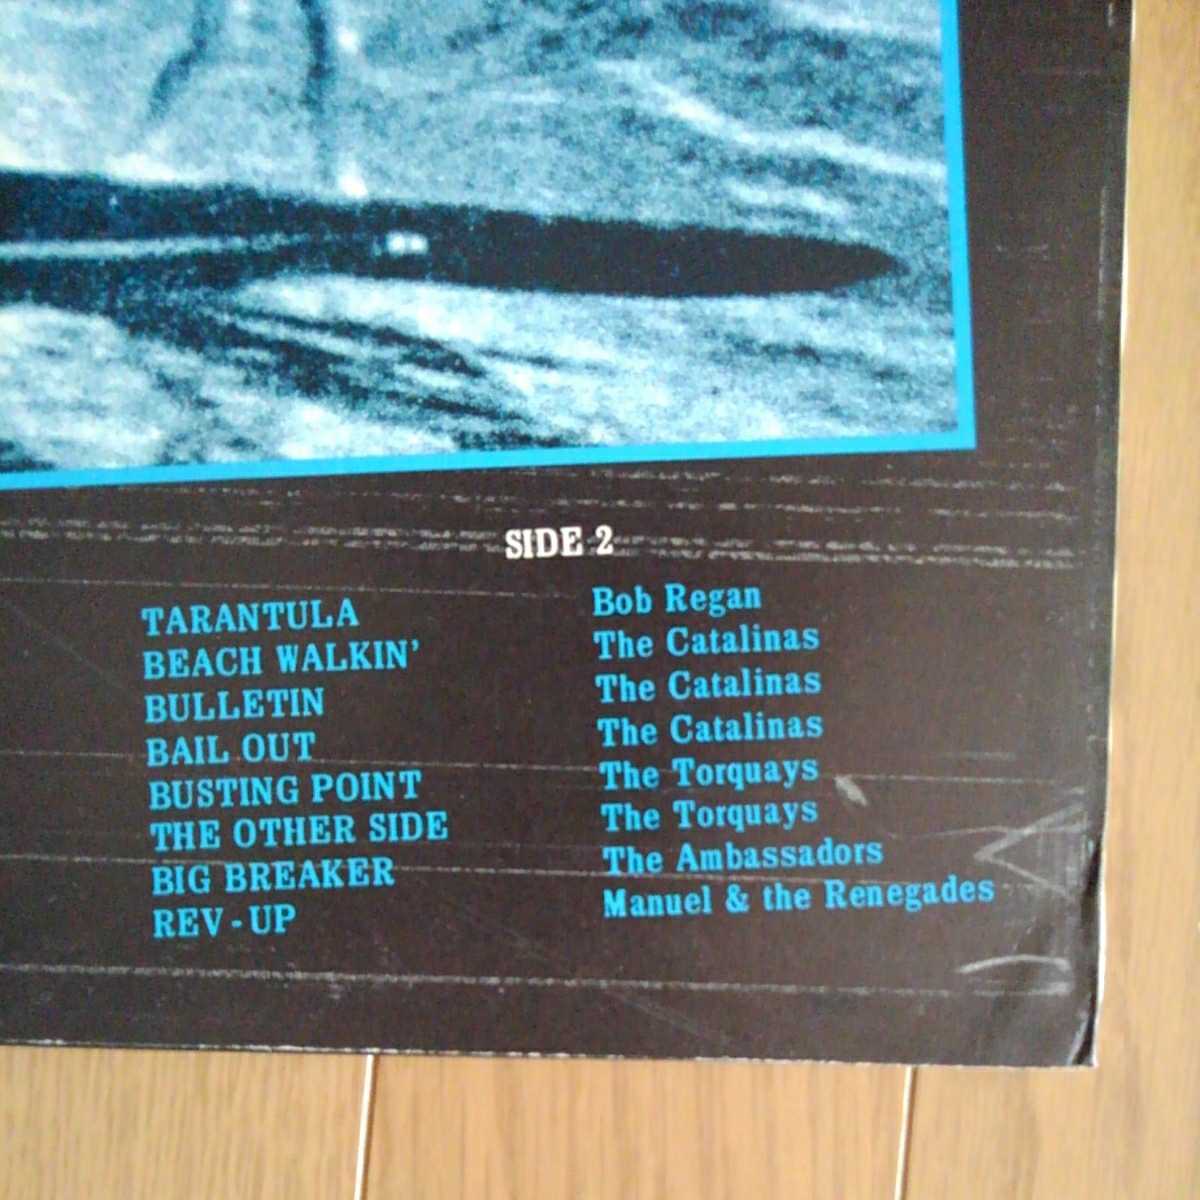 SIDE 2
TARANTULA Bob Regan
BEACH WALKIN' The Catalinas
BULLETIN The Catalinas
BAIL OUT The Catalinas
BUSTING POINT The Torquays
THE OTHER SIDE The Torquays
BIG BREAKER The Ambassadors
REV-UP Manuel & the Renegades